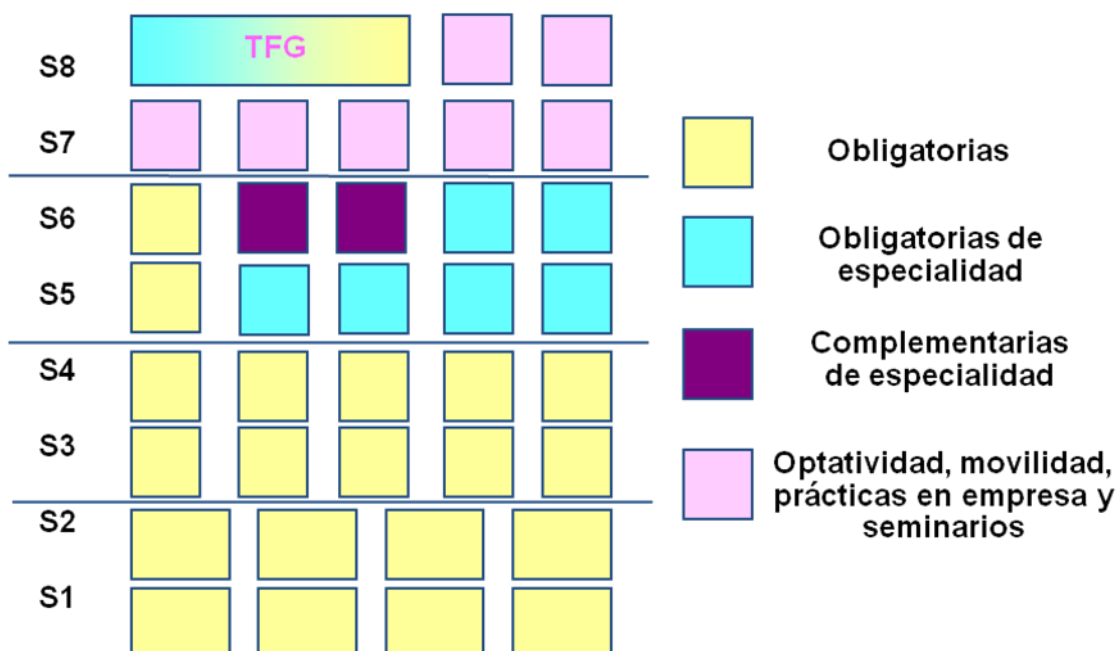 TFG
S8
S7
S6
S5
S4
S3
S2
S1
Obligatorias
Obligatorias de
especialidad
Complementarias
de especialidad
Optatividad, movilidad,
prácticas en empresa y
seminarios